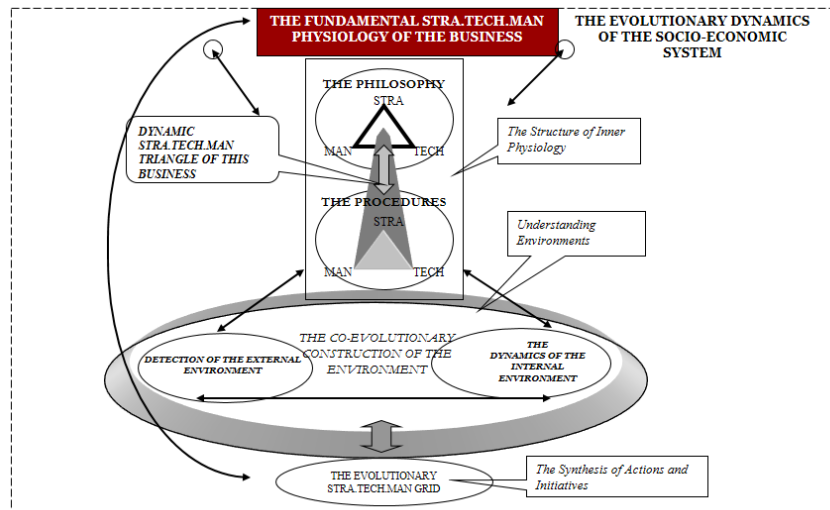 THE FUNDAMENTAL STRA.TECH.MAN
PHYSIOLOGY OF THE BUSINESS
THE EVOLUTIONARY DYNAMICS
OF THE SOCIO-ECONOMIC
SYSTEM
THE PHILOSOPHY
STRA
MAN
TECH
DYNAMIC
STRA.TECH.MAN
TRIANGLE OF THIS
BUSINESS
The Structure of Inner
Physiology
THE PROCEDURES
STRA
MAN
TECH
Understanding
Environments
THE CO-EVOLUTIONARY
CONSTRUCTION OF THE
ENVIRONMENT
DETECTION OF THE EXTERNAL
ENVIRONMENT
THE
DYNAMICS OF THE
INTERNAL
ENVIRONMENT
THE EVOLUTIONARY
STRA.TECH.MAN GRID
The Synthesis of Actions and
Initiatives